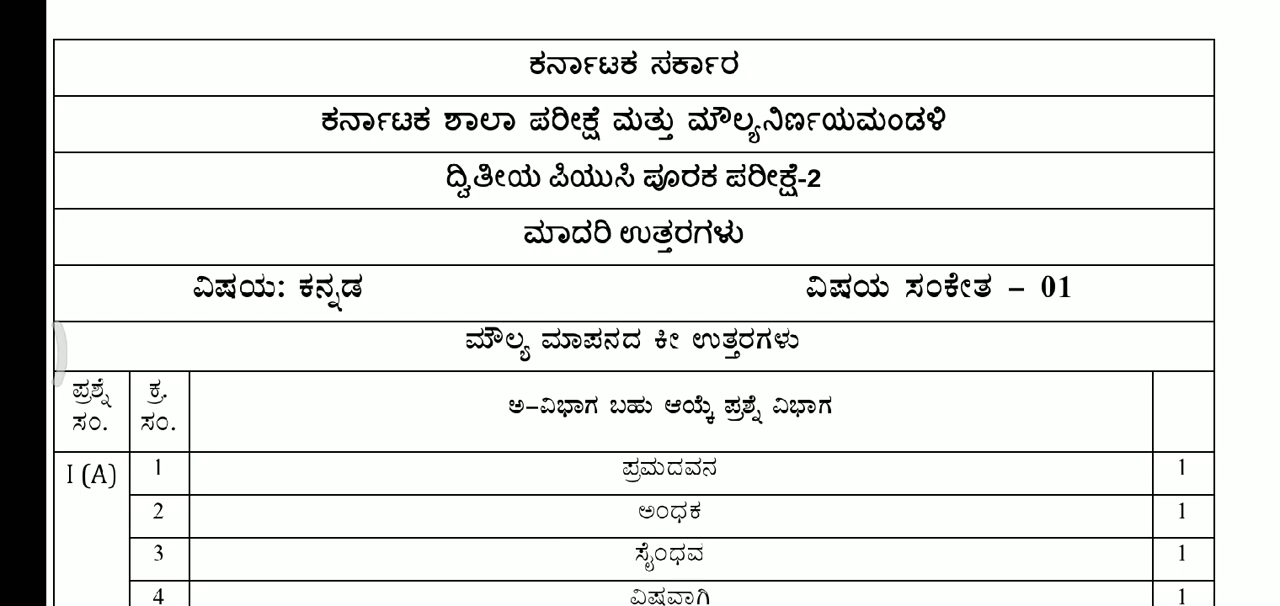 ಕರ್ನಾಟಕ ಸರ್ಕಾರ
ಕರ್ನಾಟಕ ಶಾಲಾ ಪರೀಕ್ಷೆ ಮತ್ತು ಮೌಲ್ಯನಿರ್ಣಯಮಂಡಳಿ
ದ್ವಿತೀಯ ಪಿಯುಸಿ ಪೂರಕ ಪರೀಕ್ಷೆ-2
ಮಾದರಿ ಉತ್ತರಗಳು
ವಿಷಯ: ಕನ್ನಡ ವಿಷಯ ಸಂಕೇತ – 01
ಮೌಲ್ಯ ಮಾಪನದ ಕೀ ಉತ್ತರಗಳು
ಪ್ರಶ್ನೆ ಸಂ. ಕ್ರ. ಸಂ. ಅ–ವಿಭಾಗ ಬಹು ಆಯ್ಕೆ ಪ್ರಶ್ನೆ ವಿಭಾಗ
I (A) 1 ಪ್ರಮದವನ 1
2 ಅಂಧಕ 1
3 ಸೈಂಧವ 1
4 ವಿಷವಾಗಿ 1